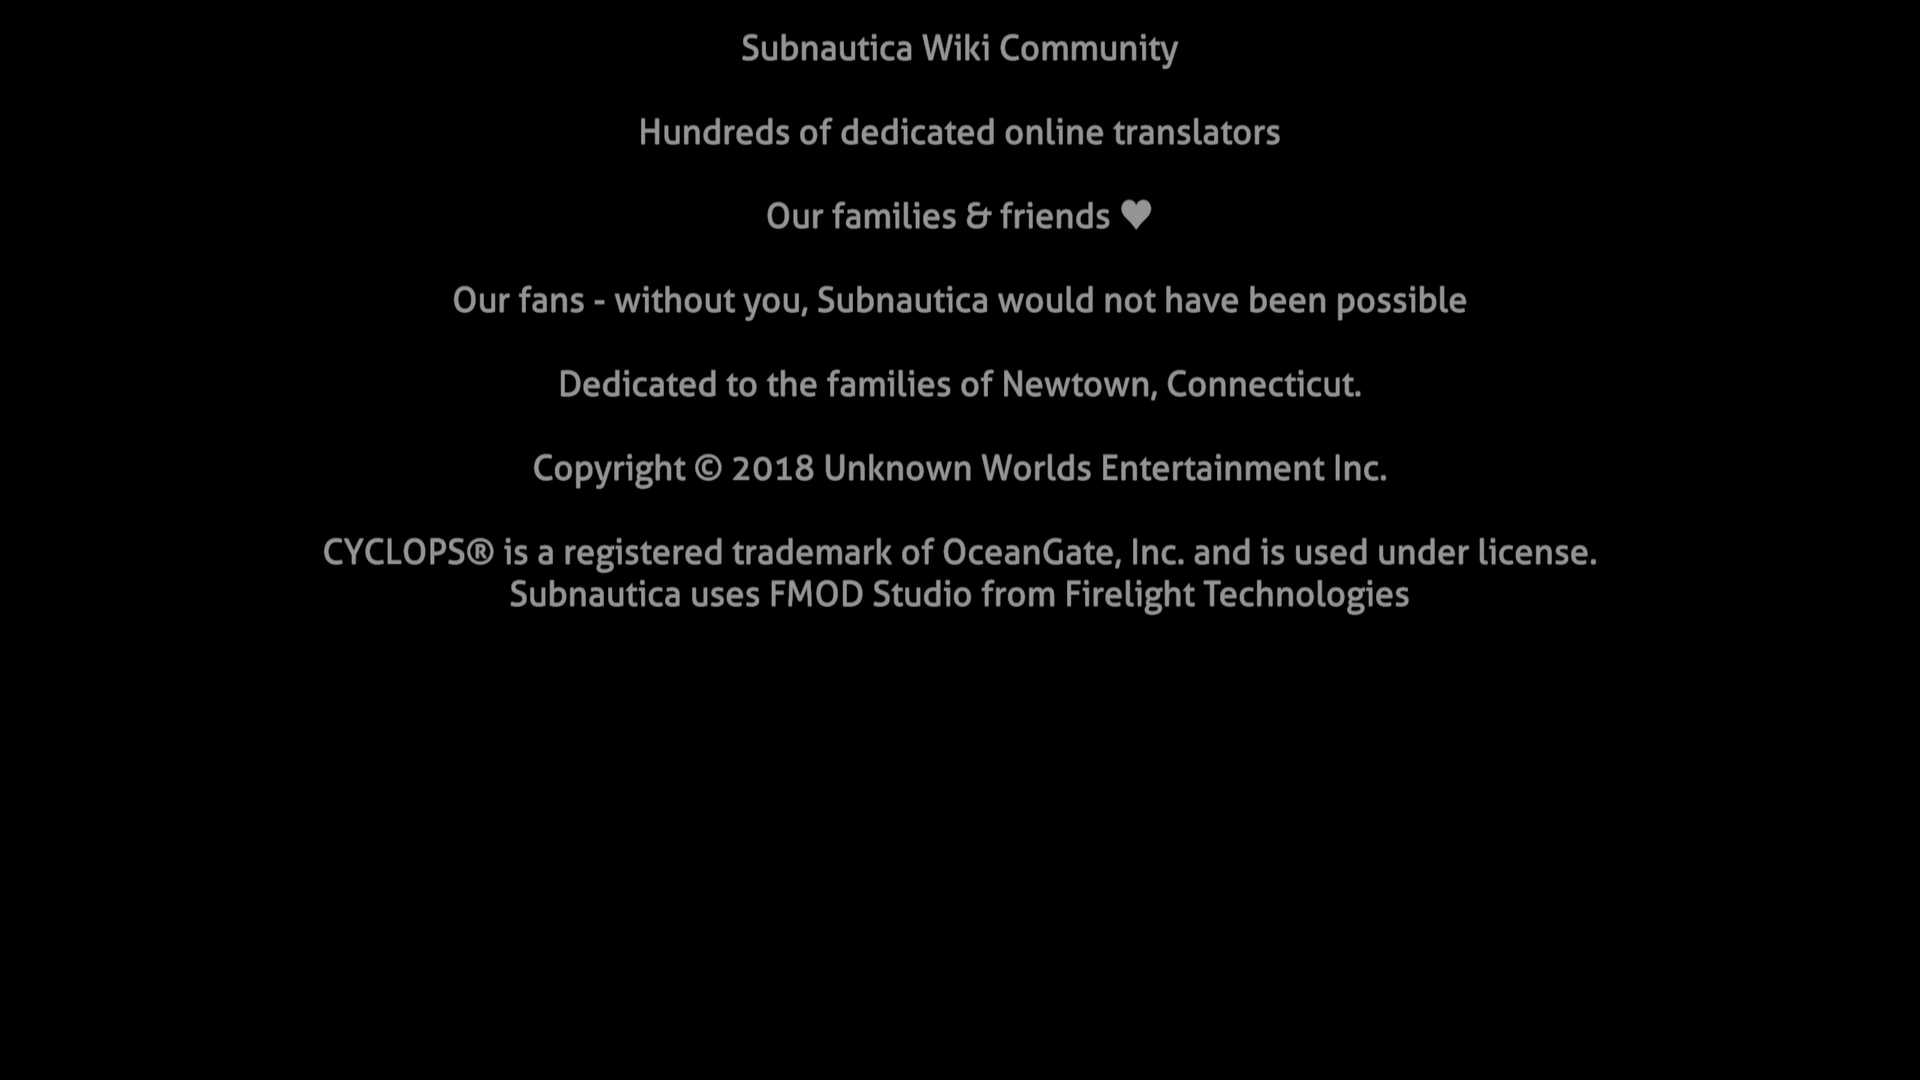 Subnautica Wiki Community
Hundreds of dedicated online translators
Our families & friends ♥
Our fans - without you, Subnautica would not have been possible
Dedicated to the families of Newtown, Connecticut.
Copyright © 2018 Unknown Worlds Entertainment Inc.
CYCLOPS® is a registered trademark of OceanGate, Inc. and is used under license.
Subnautica uses FMOD Studio from Firelight Technologies